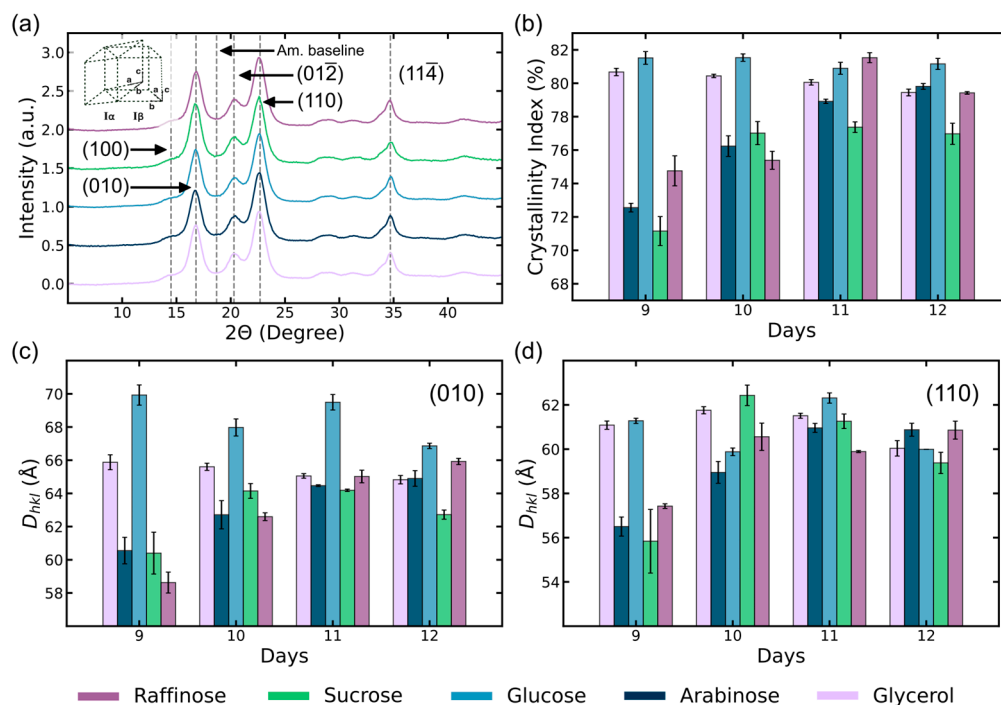 (a)
3.0
2.5
2.0
1.5
1.0
0.5
0.0
Intensity (a.u.)
Am. baseline
(012̅)
(114̅)
(110)
(100)
(010)
c
a
b
a
c
b
Iα Iβ
10 15 20 25 30 35 40
2Θ (Degree)
(b)
82
80
78
76
74
72
70
68
Crystallinity Index (%)
9 10 11 12
Days
(c)
(010)
70
68
66
64
62
60
58
D_hkl (Å)
9 10 11 12
Days
(d)
(110)
62
60
58
56
54
D_hkl (Å)
9 10 11 12
Days
Raffinose Sucrose Glucose Arabinose Glycerol